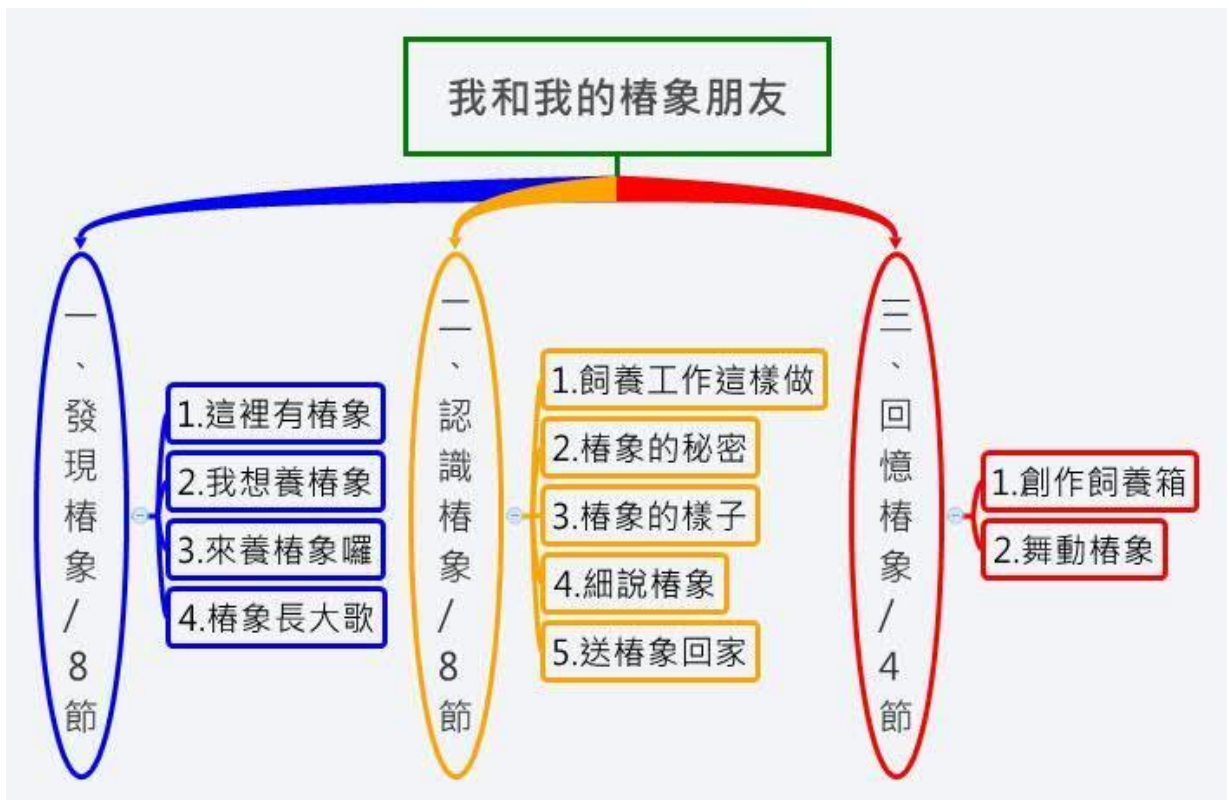 我和我的椿象朋友
一、發現椿象/8節
1.這裡有椿象
2.我想養椿象
3.來養椿象囉
4.椿象長大歌
二、認識椿象/8節
1.飼養工作這樣做
2.椿象的秘密
3.椿象的樣子
4.細說椿象
5.送椿象回家
三、回憶椿象/4節
1.創作飼養箱
2.舞動椿象